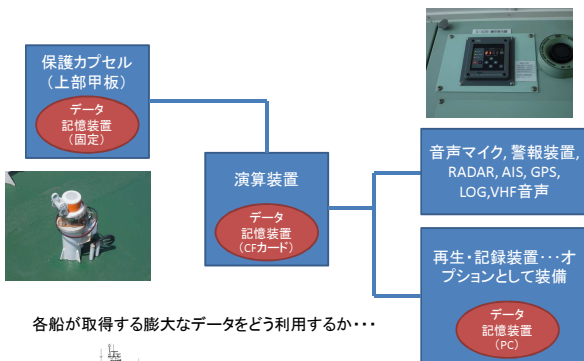 保護カプセル
(上部甲板)
データ
記憶装置
(固定)
演算装置
データ
記憶装置
(CFカード)
音声マイク, 警報装置,
RADAR, AIS, GPS,
LOG,VHF音声
再生・記録装置・・・オ
プションとして装備
データ
記憶装置
(PC)
各船が取得する膨大なデータをどう利用するか・・・